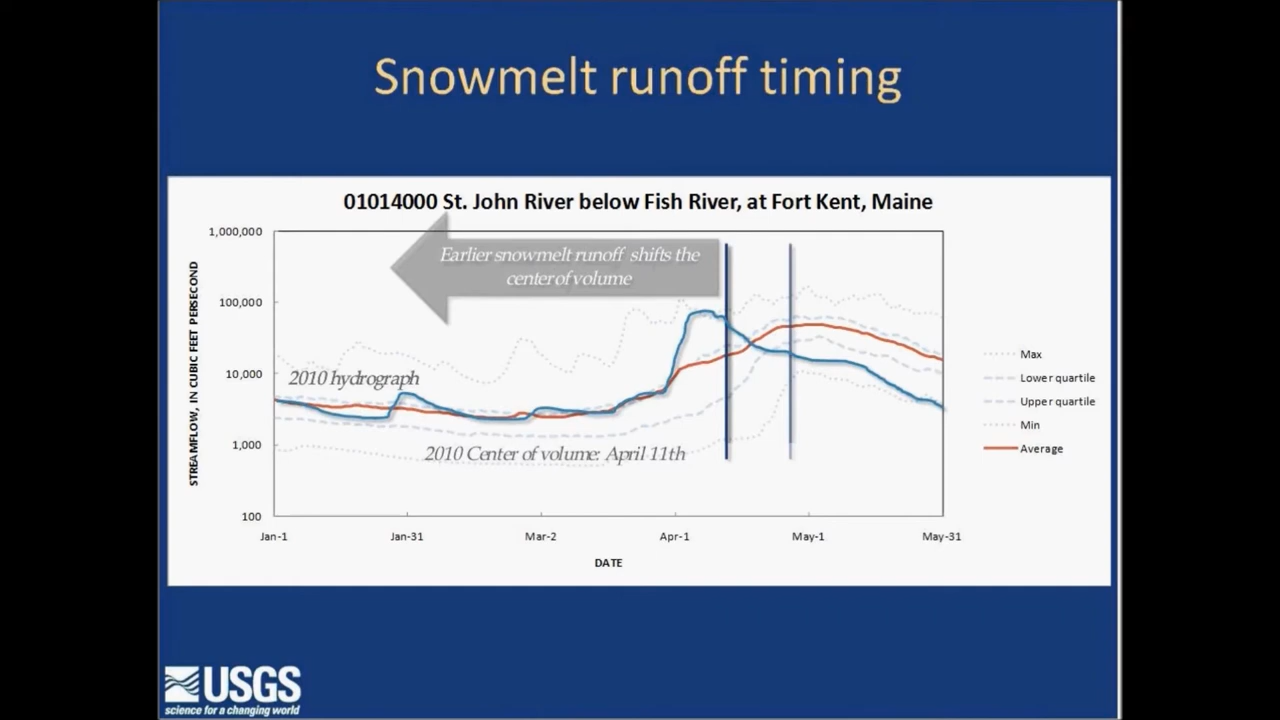 Snowmelt runoff timing
01014000 St. John River below Fish River, at Fort Kent, Maine
1,000,000
100,000
10,000
1,000
100
STREAMFLOW, IN CUBIC FEET PERSECOND
Earlier snowmelt runoff shifts the
center of volume
2010 hydrograph
2010 Center of volume: April 11th
Max
Lower quartile
Upper quartile
Min
Average
Jan-1
Jan-31
Mar-2
Apr-1
May-1
May-31
DATE
USGS
science for a changing world